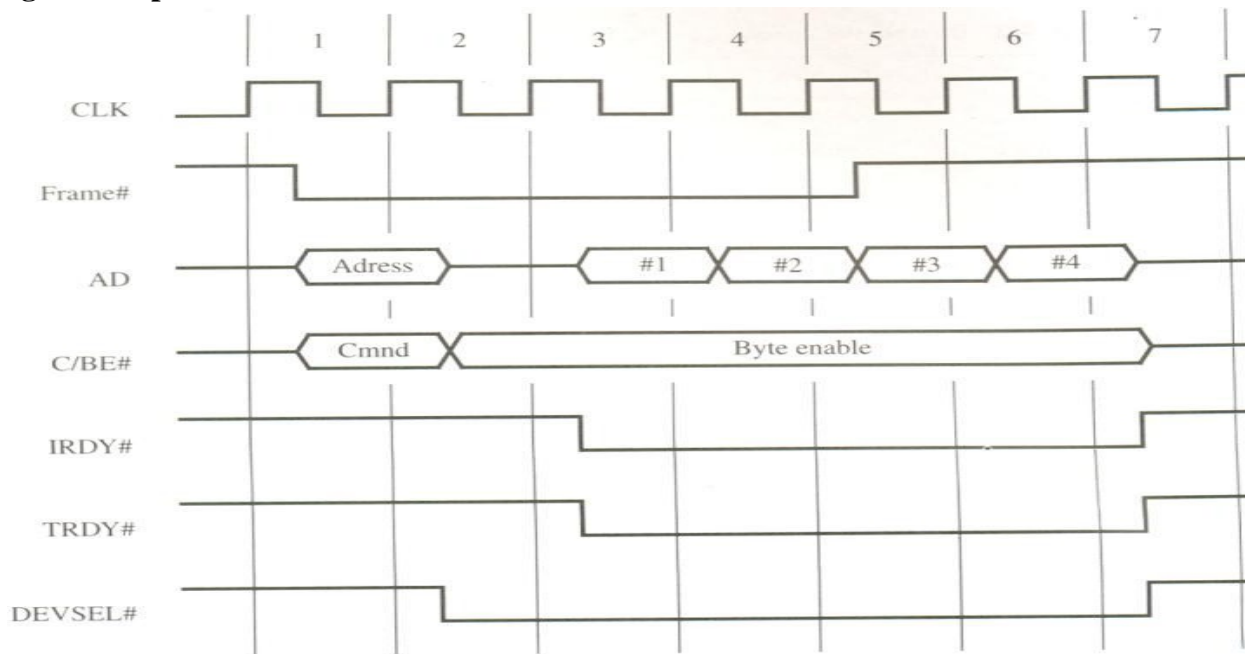 1 2 3 4 5 6 7
CLK
Frame#
Adress #1 #2 #3 #4
AD
Cmnd Byte enable
C/BE#
IRDY#
TRDY#
DEVSEL#